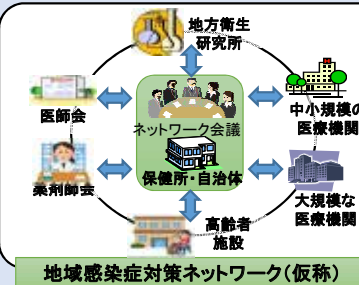 地方衛生
研究所
医師会
中小規模の
医療機関
ネットワーク会議
保健所・自治体
薬剤師会
大規模な
医療機関
高齢者
施設
地域感染症対策ネットワーク(仮称)